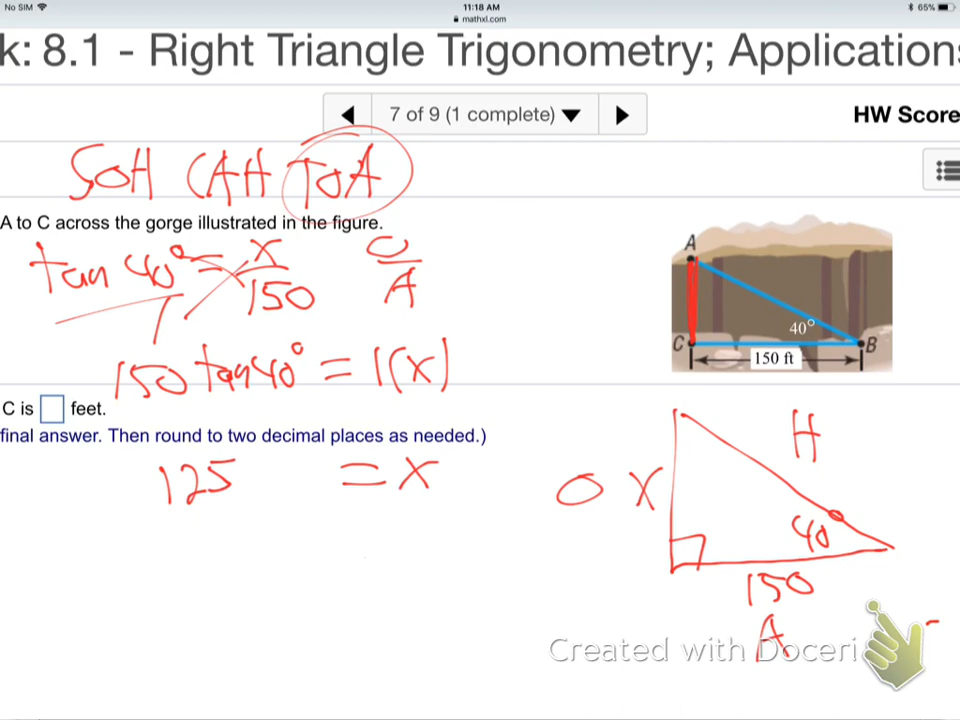 No SIM 11:18 AM 65%
mathxl.com
k: 8.1 - Right Triangle Trigonometry; Applications
7 of 9 (1 complete)
HW Score
SOH CAH TOA
A to C across the gorge illustrated in the figure.
tan 40° = x/150 O/A
1
150 tan 40° = 1(x)
A
40°
C
B
150 ft
C is feet.
final answer. Then round to two decimal places as needed.)
125 = x
H
O X
40
150
A
Created with Doceri